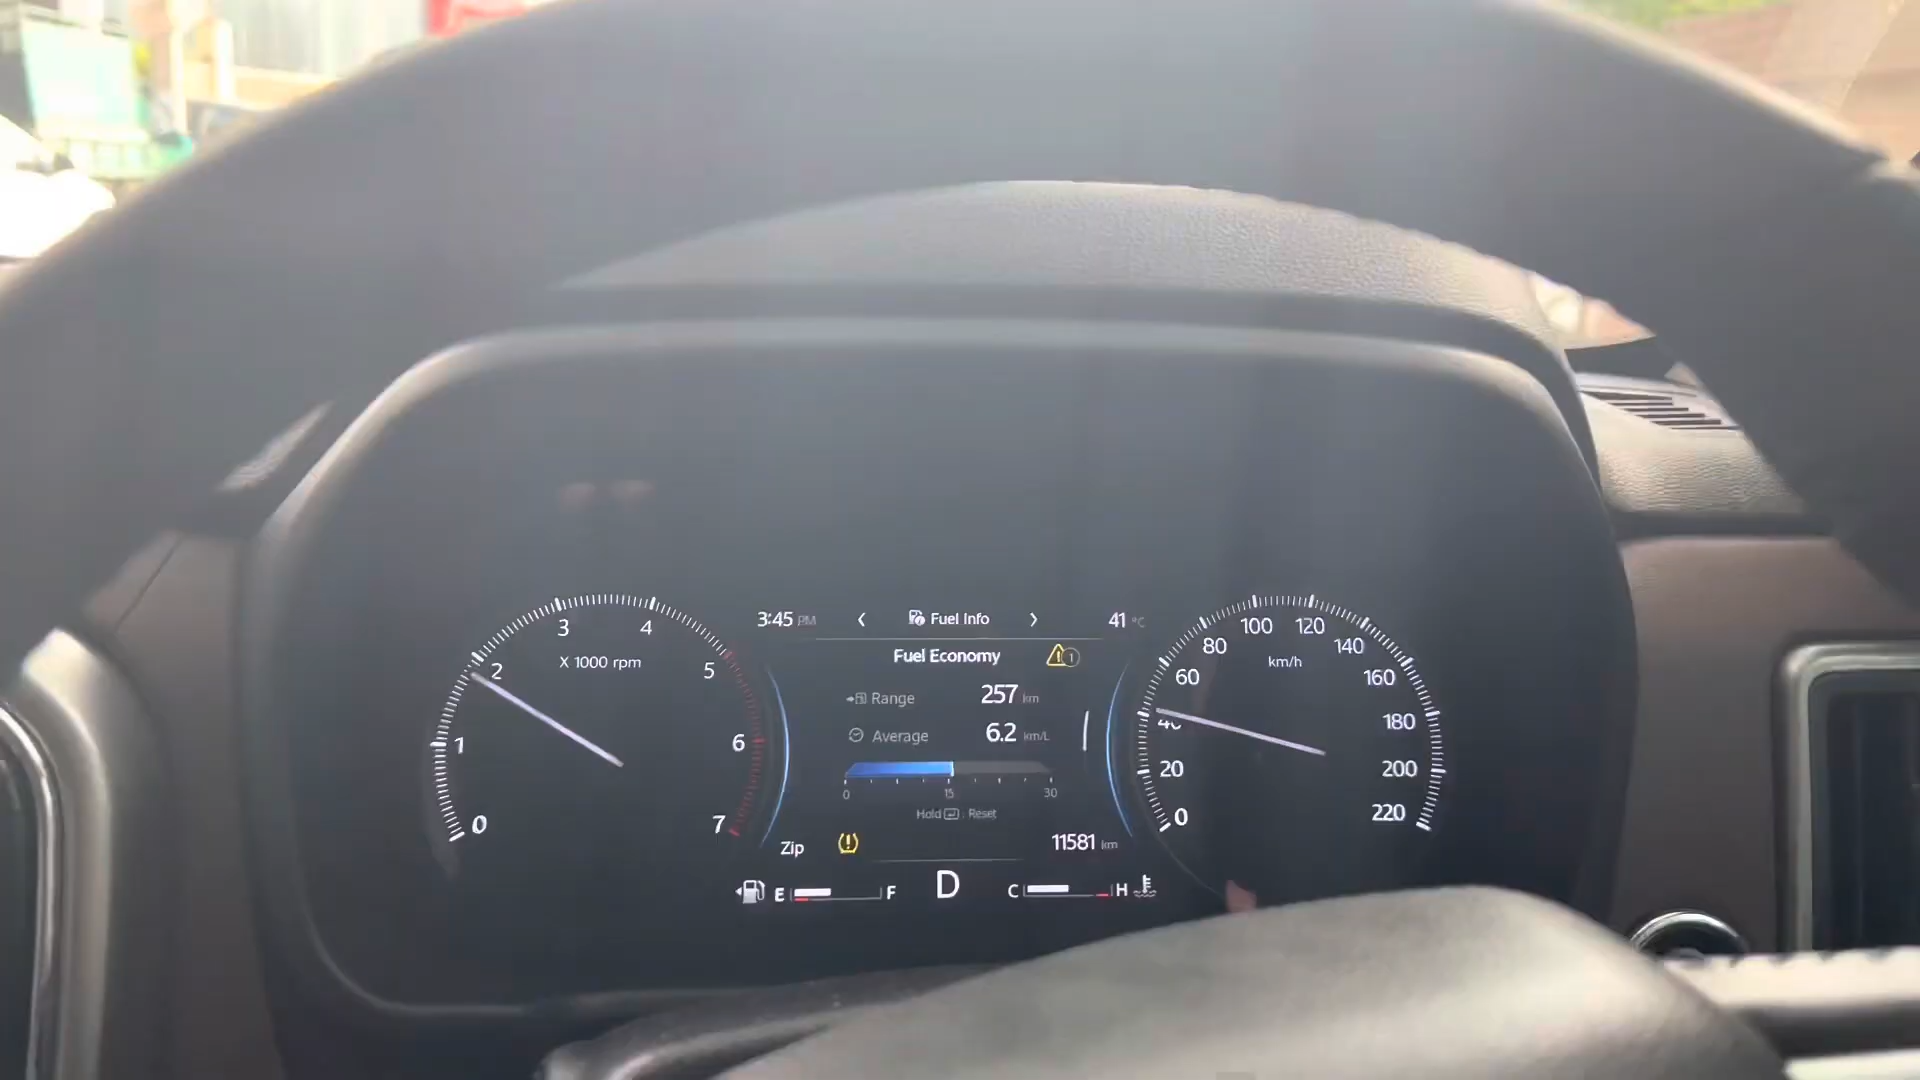 3:45 PM
Fuel Info
41 °C
Fuel Economy
1
Range 257 km
Average 6.2 km/L
0 15 30
Hold : Reset
Zip
11581 km
E F
D
C H
0
1
2
3
4
5
6
7
X 1000 rpm
0
20
40
60
80
100
120
140
160
180
200
220
km/h